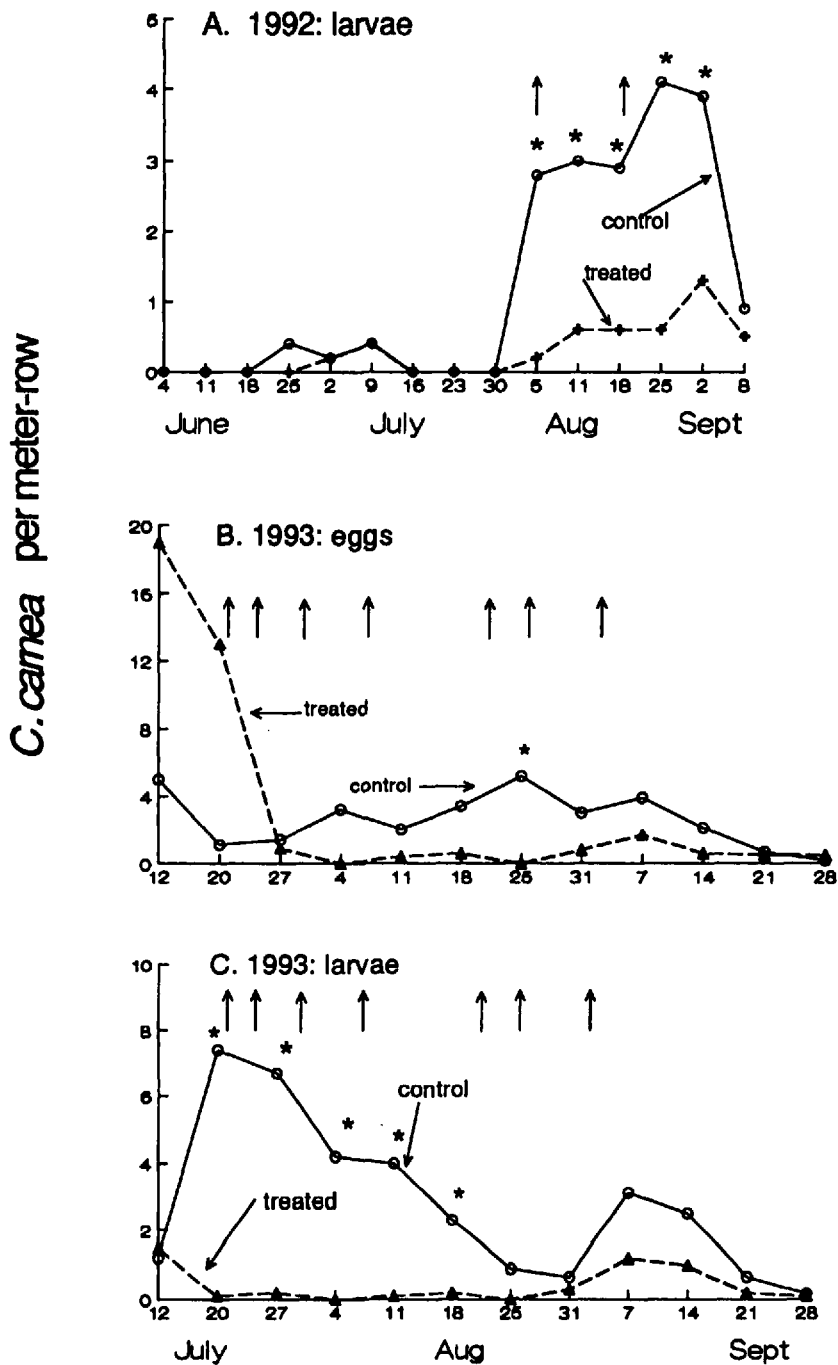 A. 1992: larvae
6
4
3
2
1
0
control
treated
4 11 18 25 2 9 16 23 30 5 11 18 25 2 8
June July Aug Sept
C. carnea per meter-row
B. 1993: eggs
20
16
12
8
4
0
treated
control
12 20 27 4 11 18 25 31 7 14 21 28
C. 1993: larvae
10
8
6
4
2
0
control
treated
12 20 27 4 11 18 25 31 7 14 21 28
July Aug Sept